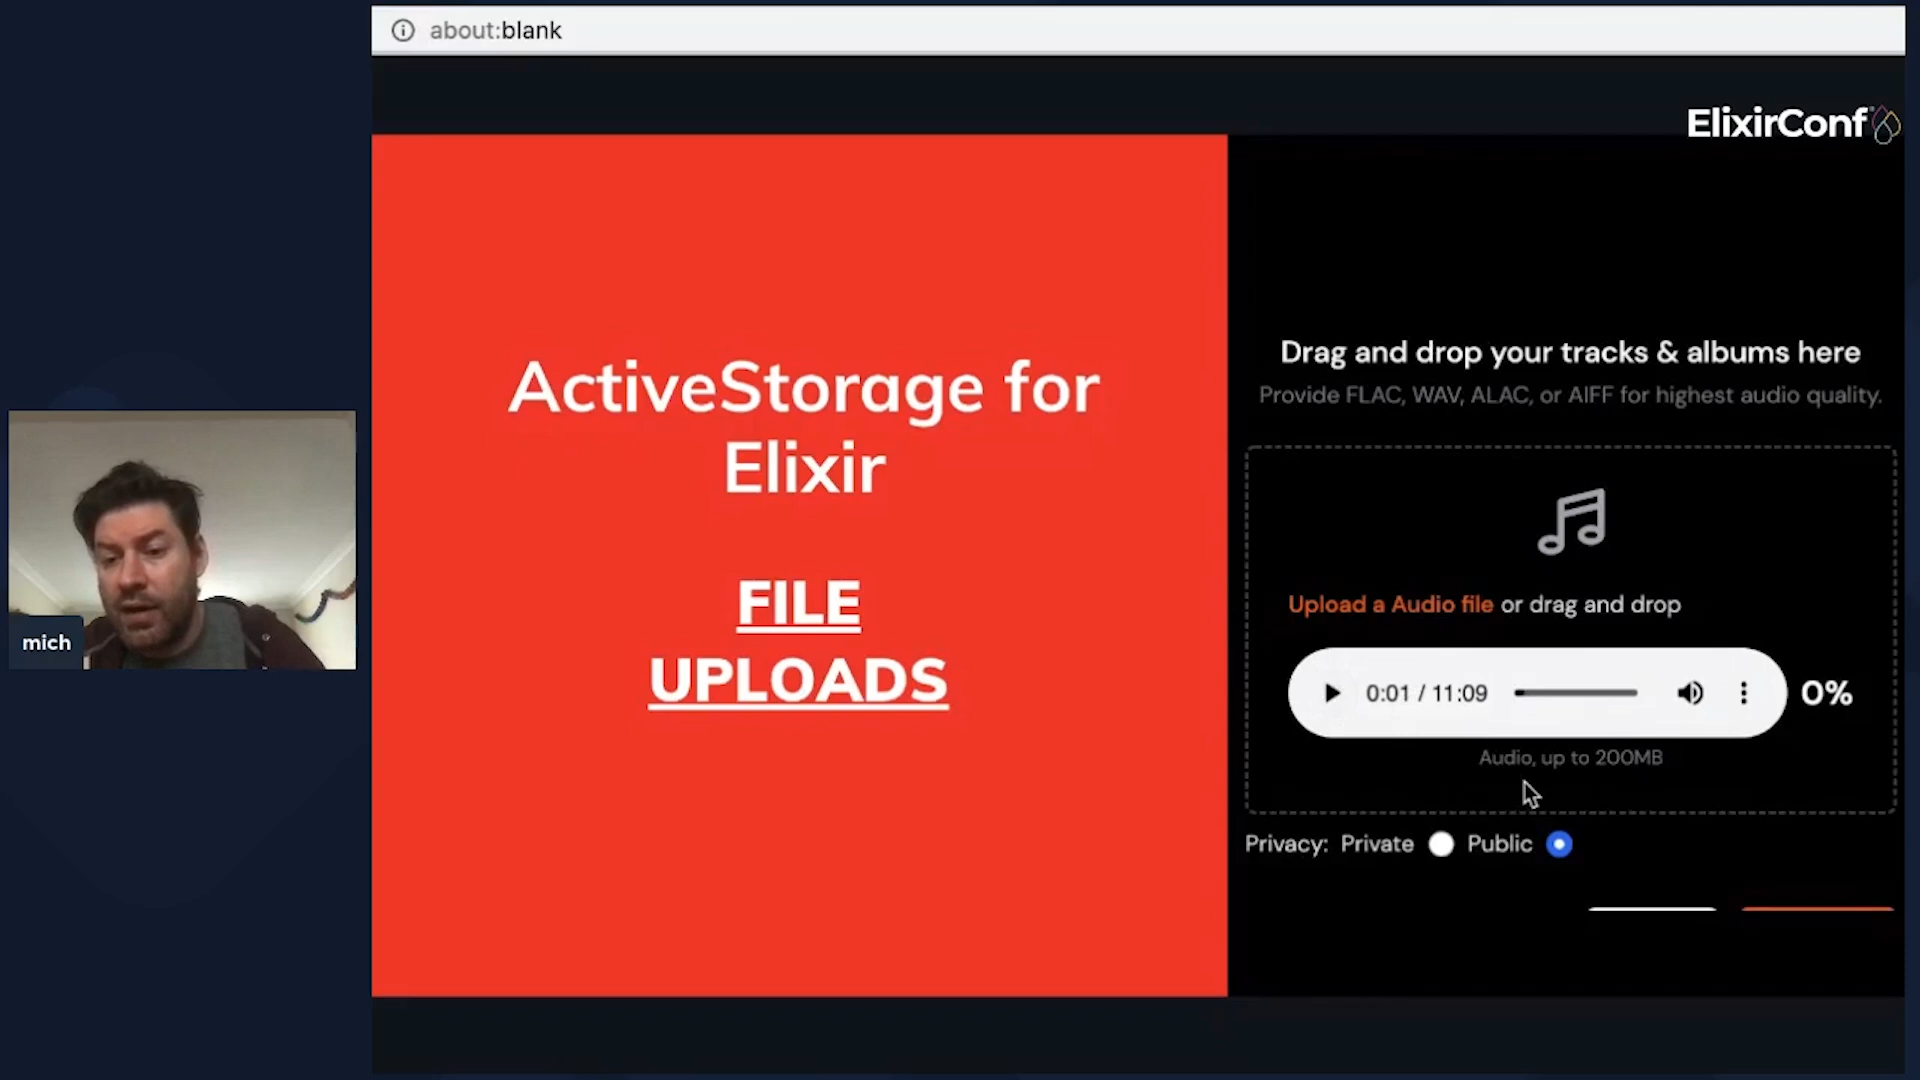 about:blank
ElixirConf
ActiveStorage for
Elixir
FILE
UPLOADS
Drag and drop your tracks & albums here
Provide FLAC, WAV, ALAC, or AIFF for highest audio quality.
Upload a Audio file or drag and drop
0:01 / 11:09
0%
Audio, up to 200MB
Privacy: Private Public
mich